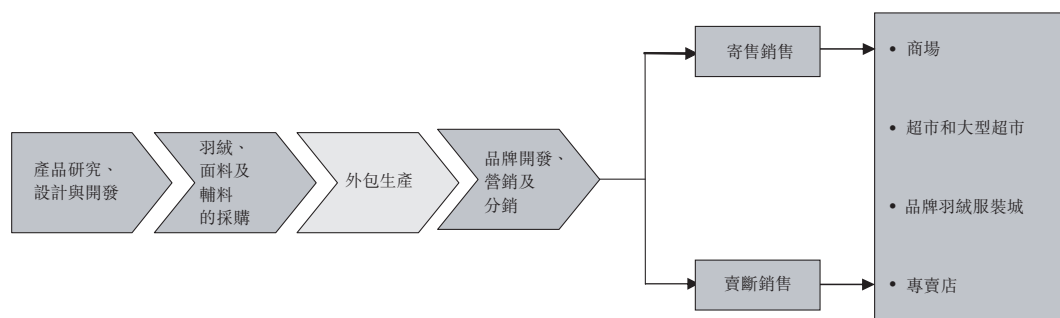 產品研究、
設計與開發
羽絨、
面料及
輔料
的採購
外包生產
品牌開發、
營銷及
分銷
寄售銷售
賣斷銷售
• 商場
• 超市和大型超市
• 品牌羽絨服裝城
• 專賣店